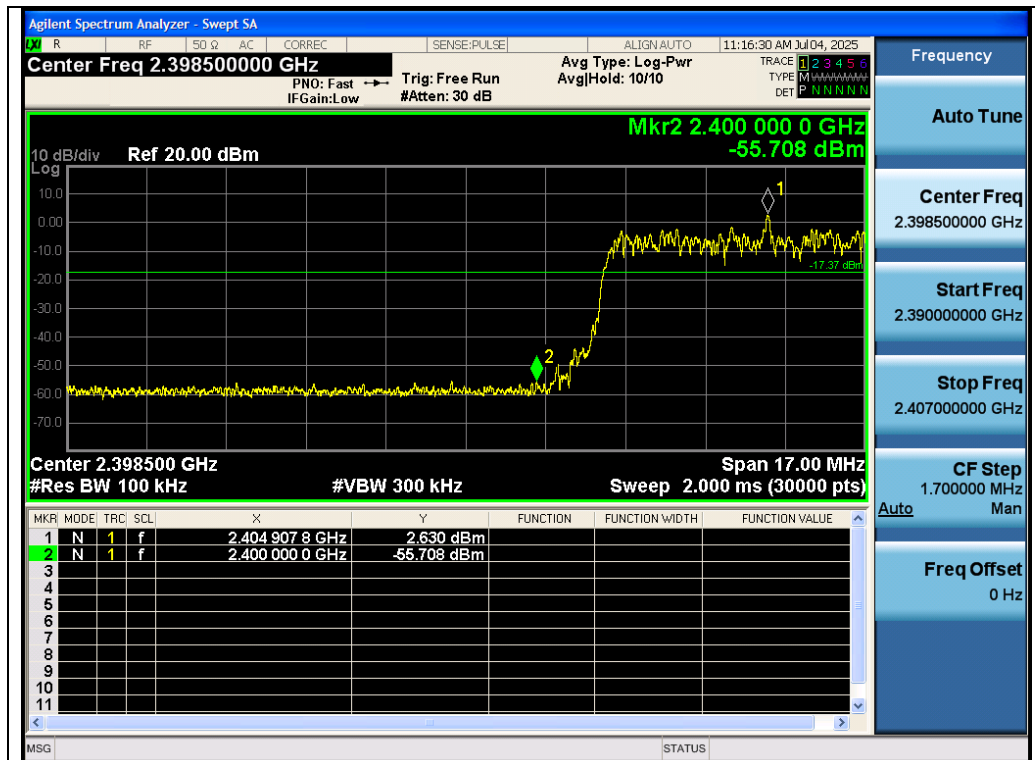 Agilent Spectrum Analyzer - Swept SA
LXI R RF 50 Ω AC CORREC SENSE:PULSE ALIGN AUTO 11:16:30 AM Jul 04, 2025
Center Freq 2.398500000 GHz
PNO: Fast
IFGain:Low
Trig: Free Run
#Atten: 30 dB
Avg Type: Log-Pwr
Avg|Hold: 10/10
TRACE 1 2 3 4 5 6
TYPE M WWWWW
DET P N N N N N
Mkr2 2.400 000 0 GHz
-55.708 dBm
10 dB/div Ref 20.00 dBm
Log
10.0
0.00
-10.0
-20.0
-30.0
-40.0
-50.0
-60.0
-70.0
1
-17.37 dBm
2
Center 2.398500 GHz Span 17.00 MHz
#Res BW 100 kHz #VBW 300 kHz Sweep 2.000 ms (30000 pts)
MKR MODE TRC SCL X Y FUNCTION FUNCTION WIDTH FUNCTION VALUE
1 N 1 f 2.404 907 8 GHz 2.630 dBm
2 N 1 f 2.400 000 0 GHz -55.708 dBm
3
4
5
6
7
8
9
10
11
MSG STATUS
Frequency
Auto Tune
Center Freq
2.398500000 GHz
Start Freq
2.390000000 GHz
Stop Freq
2.407000000 GHz
CF Step
1.700000 MHz
Auto Man
Freq Offset
0 Hz